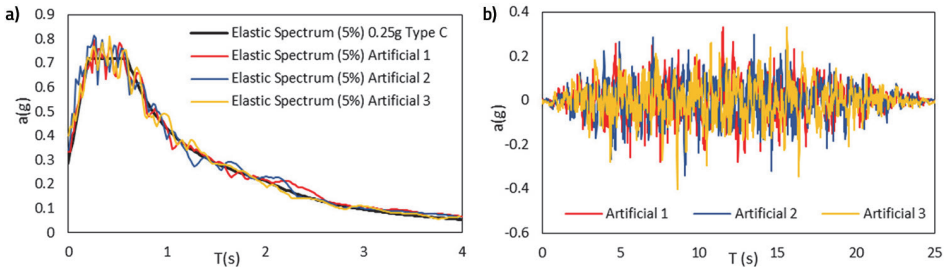 a)
a(g)
0.9
0.8
0.7
0.6
0.5
0.4
0.3
0.2
0.1
0
0
1
2
3
4
T(s)
Elastic Spectrum (5%) 0.25g Type C
Elastic Spectrum (5%) Artificial 1
Elastic Spectrum (5%) Artificial 2
Elastic Spectrum (5%) Artificial 3
b)
a(g)
0.4
0.2
0
-0.2
-0.4
-0.6
Artificial 1
Artificial 2
Artificial 3
0
5
10
15
20
25
T (s)